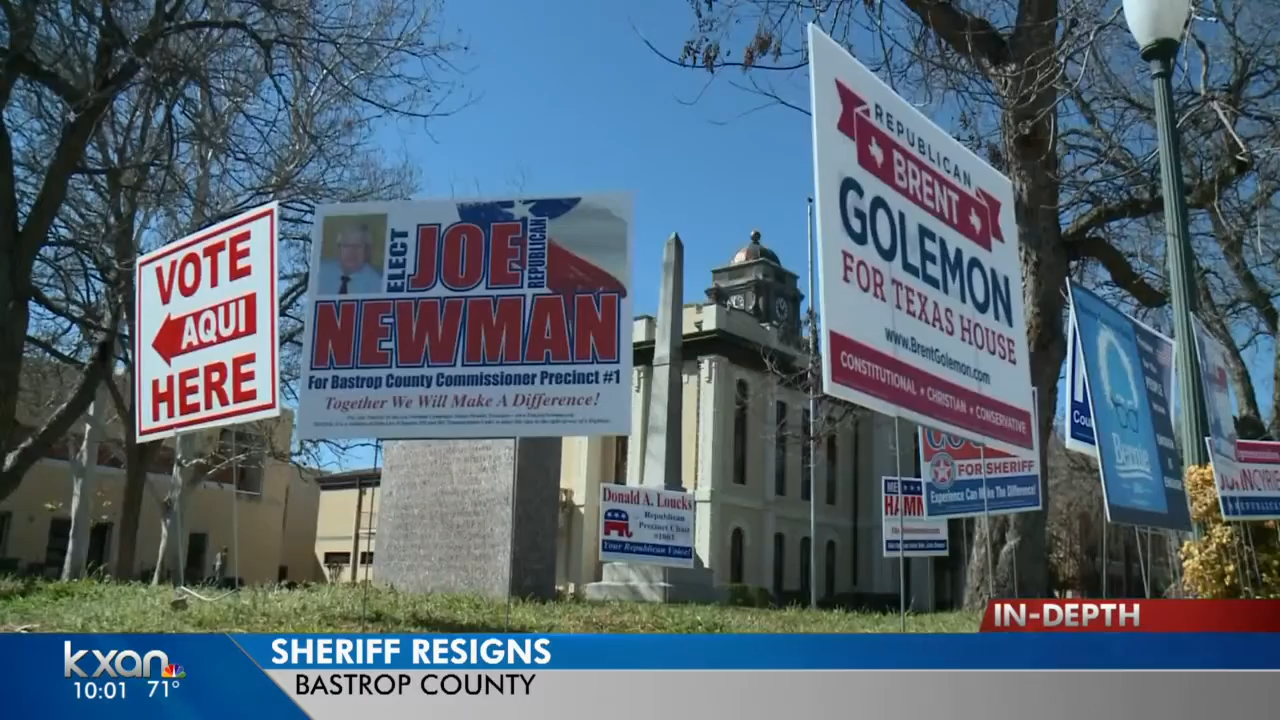 VOTE
AQUI
HERE
ELECT
JOE
REPUBLICAN
NEWMAN
For Bastrop County Commissioner Precinct #1
Together We Will Make A Difference!
REPUBLICAN
BRENT
GOLEMON
FOR TEXAS HOUSE
www.BrentGolemon.com
CONSTITUTIONAL • CHRISTIAN • CONSERVATIVE
Donald A. Loucks
Republican
Precinct Chair
Your Republican Voice!
FOR SHERIFF
Experience Can Make The Difference!
HAMM
Bernie
IN-DEPTH
kxan
10:01 71°
SHERIFF RESIGNS
BASTROP COUNTY